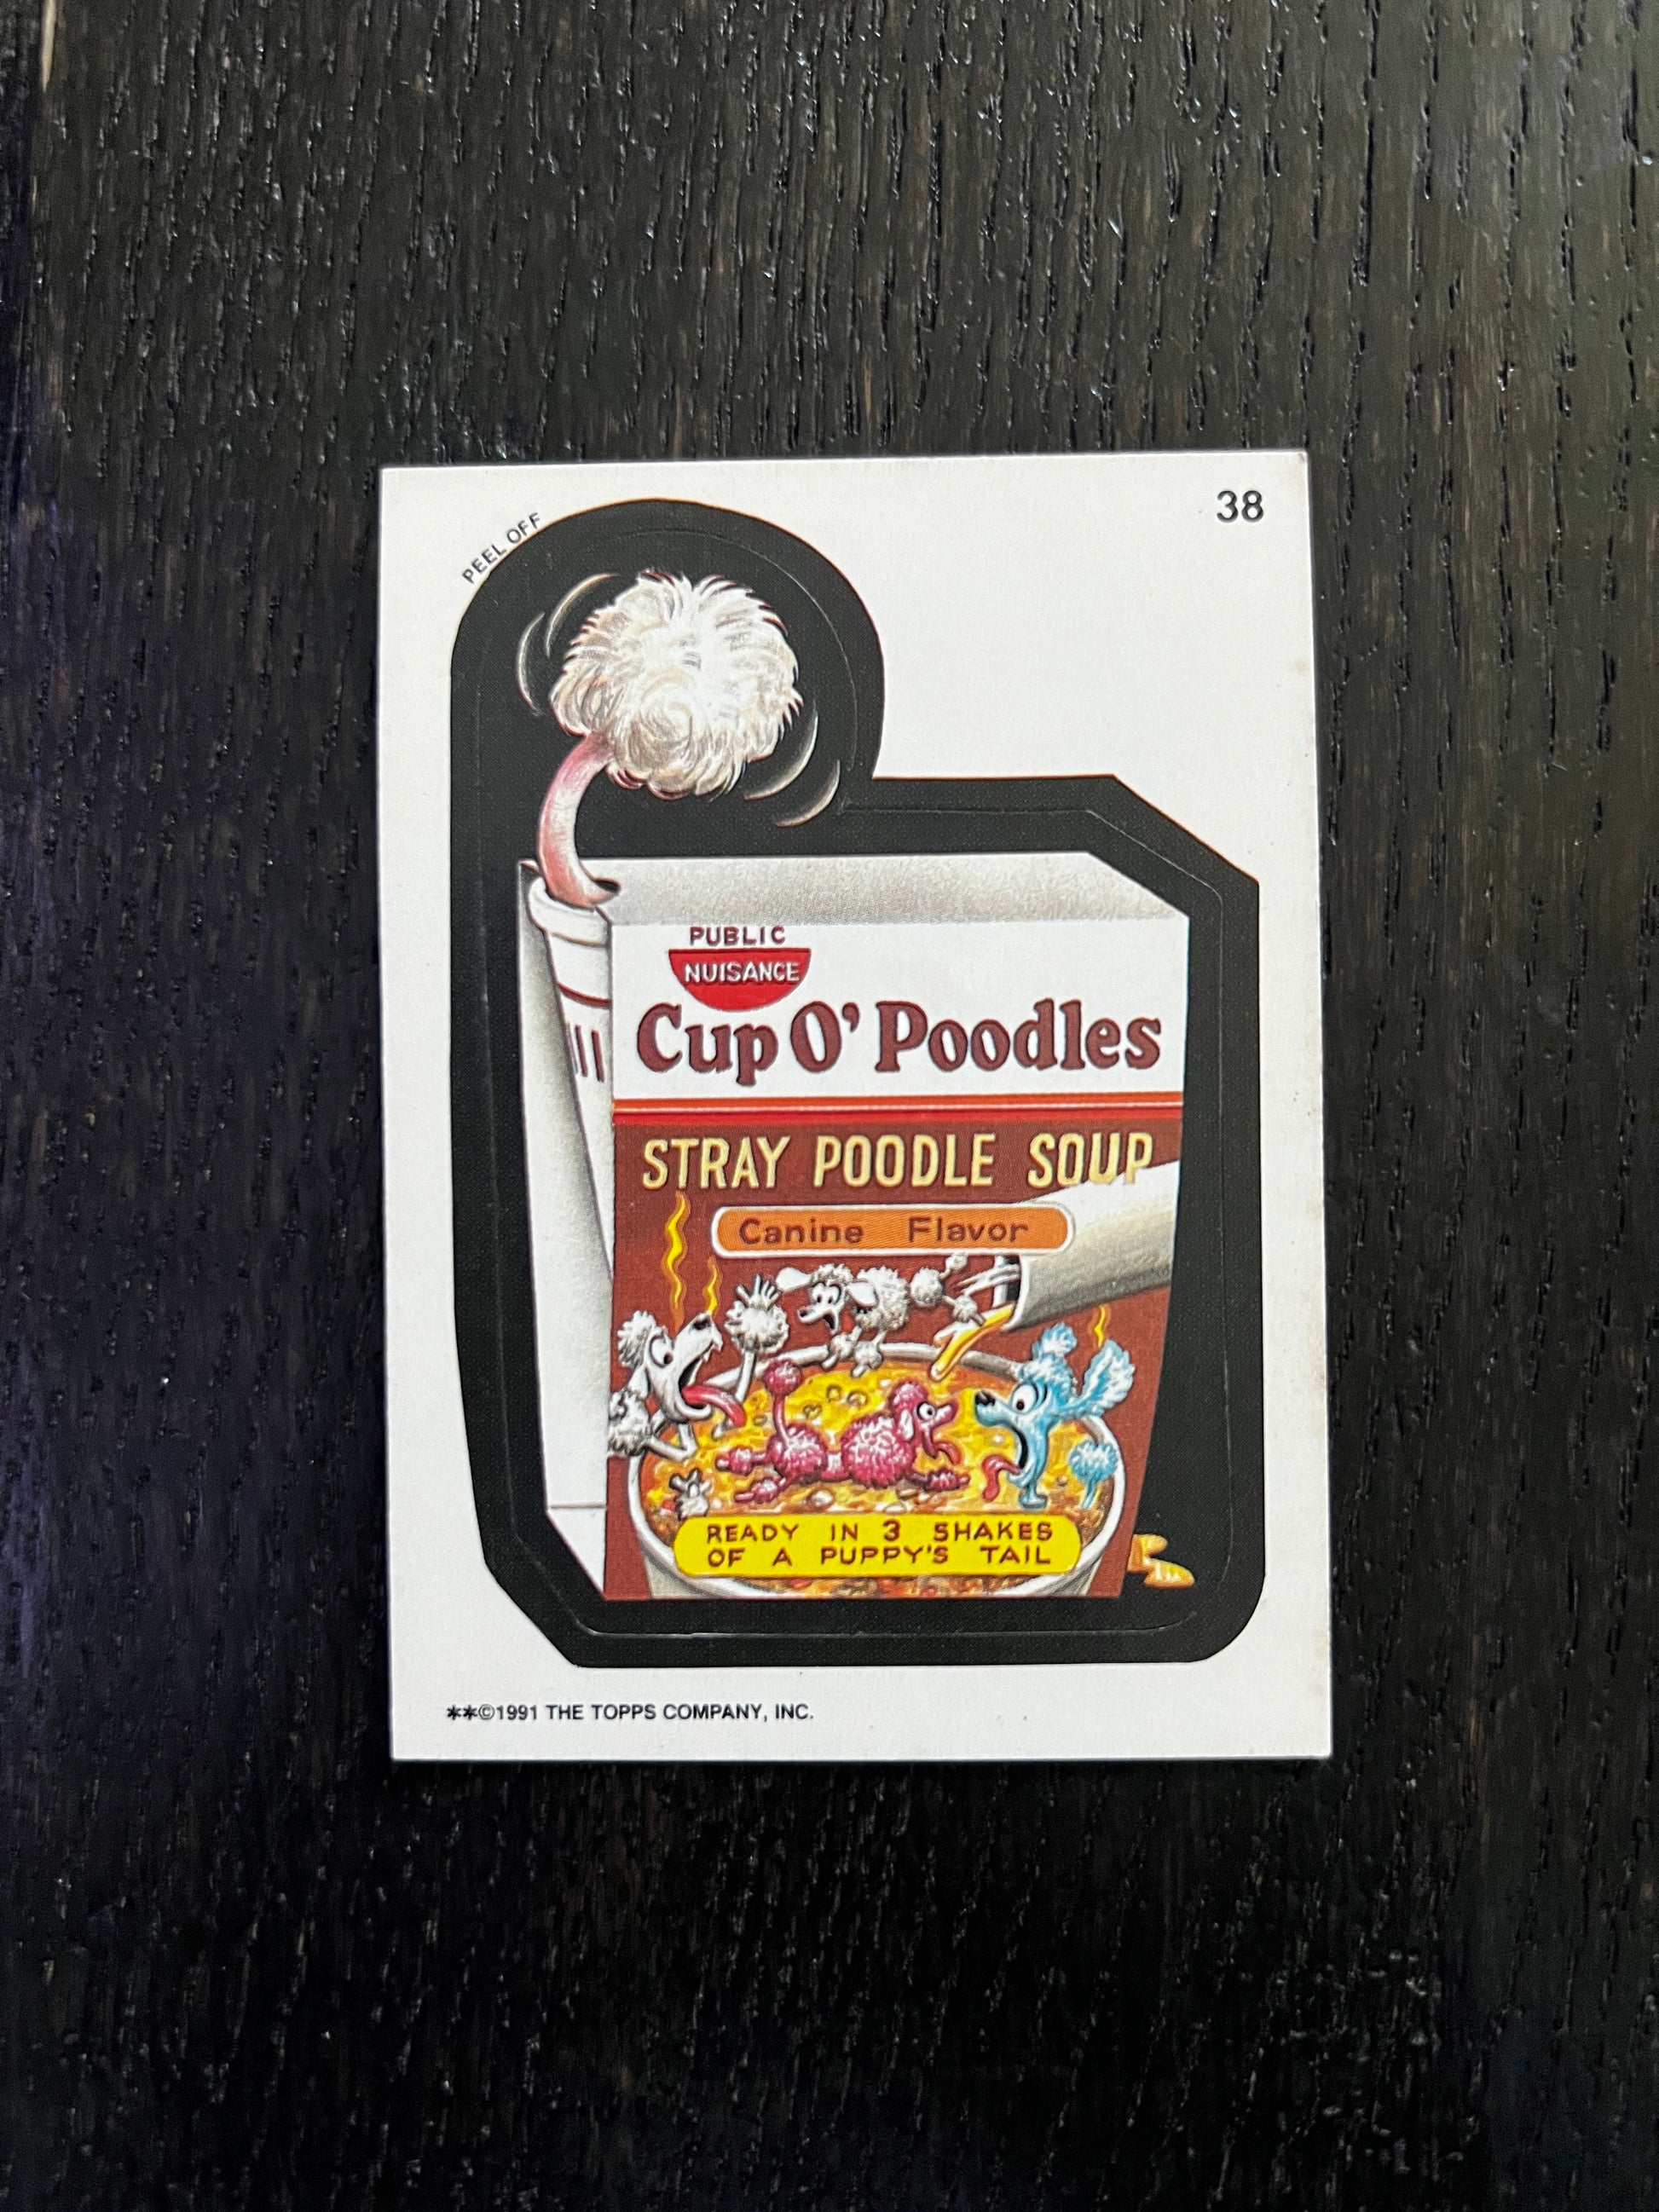 38
PEEL OFF
PUBLIC
NUISANCE
Cup O' Poodles
STRAY POODLE SOUP
Canine Flavor
READY IN 3 SHAKES
OF A PUPPY'S TAIL
**©1991 THE TOPPS COMPANY, INC.